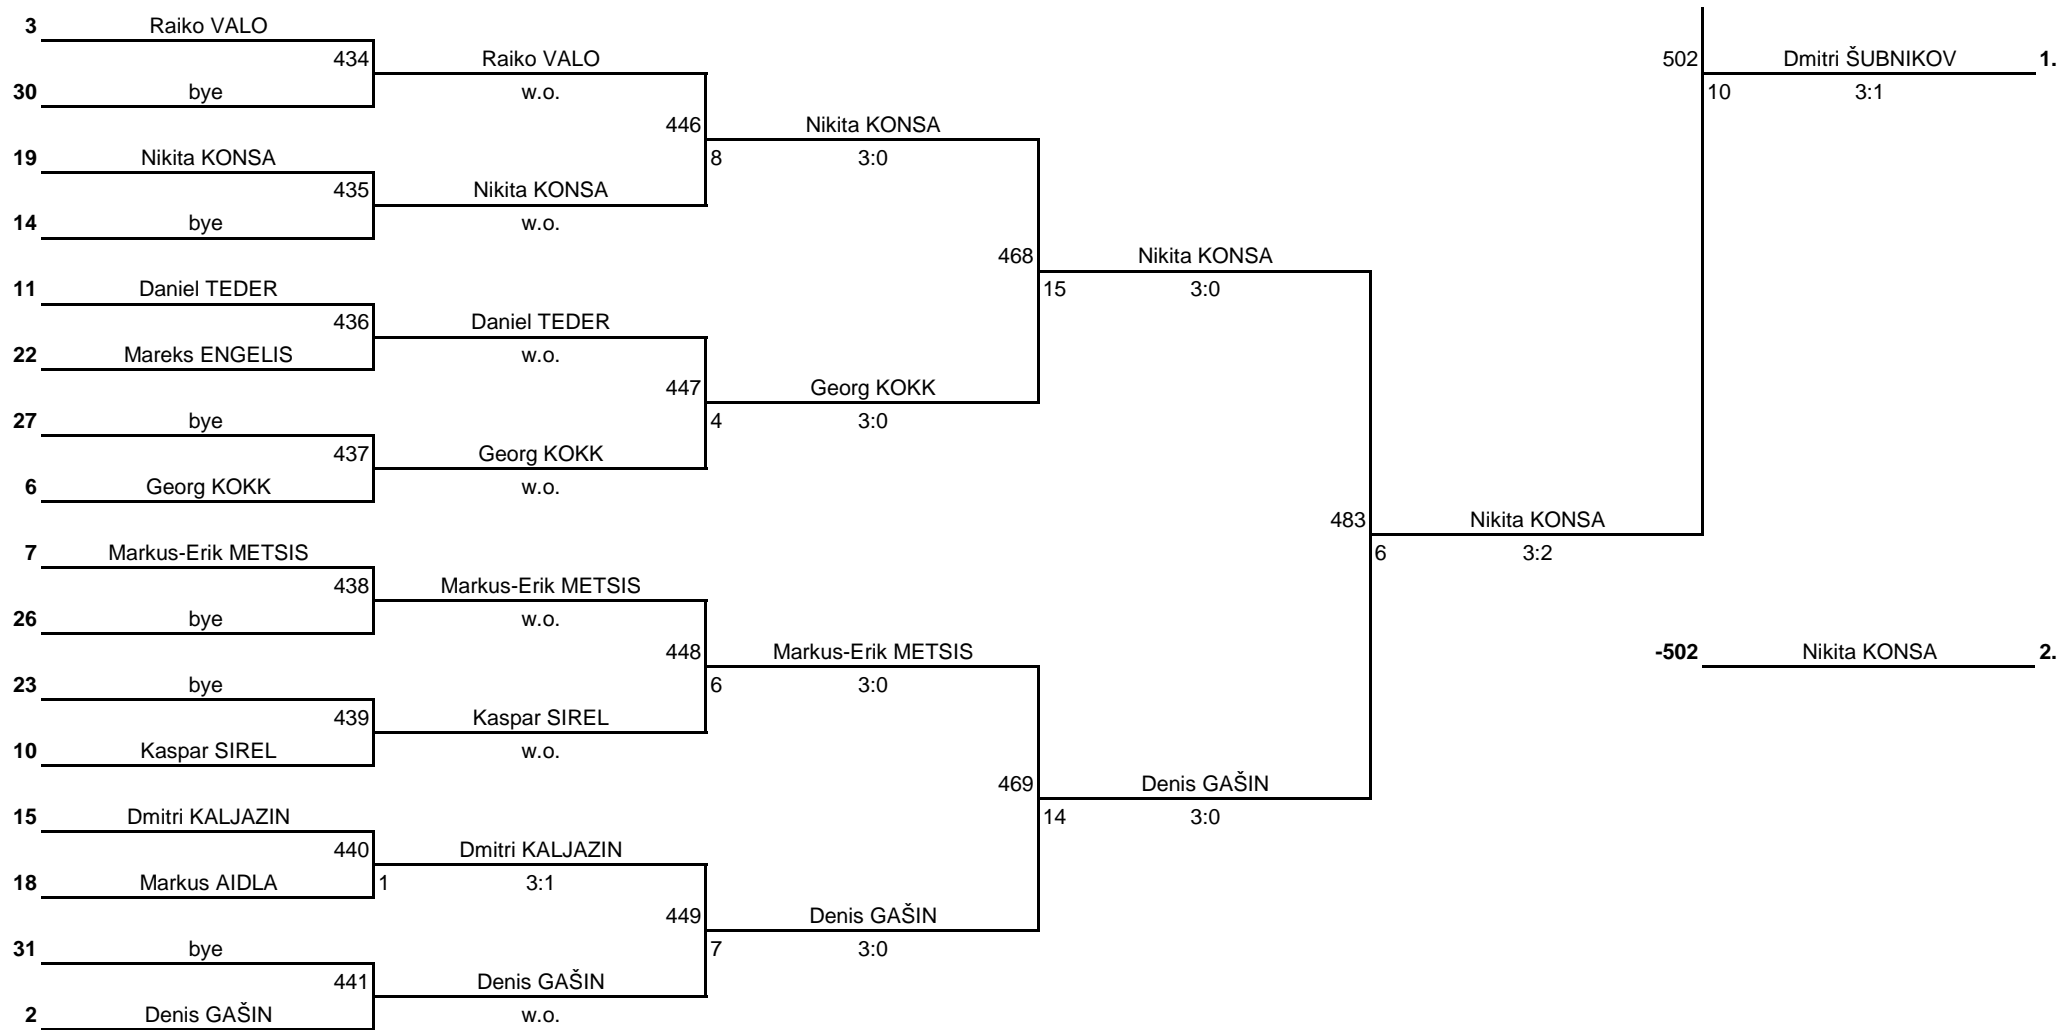 3 Raiko VALO
434 Raiko VALO 502 Dmitri ŠUBNIKOV 1.
30 bye w.o. 10 3:1
446 Nikita KONSA
19 Nikita KONSA 8 3:0
435 Nikita KONSA
14 bye w.o.
468 Nikita KONSA
11 Daniel TEDER 15 3:0
436 Daniel TEDER
22 Mareks ENGELIS w.o.
447 Georg KOKK
27 bye 4 3:0
437 Georg KOKK
6 Georg KOKK w.o.
483 Nikita KONSA
7 Markus-Erik METSIS 6 3:2
438 Markus-Erik METSIS
26 bye w.o.
448 Markus-Erik METSIS -502 Nikita KONSA 2.
23 bye 6 3:0
439 Kaspar SIREL
10 Kaspar SIREL w.o.
469 Denis GAŠIN
15 Dmitri KALJAZIN 14 3:0
440 Dmitri KALJAZIN
18 Markus AIDLA 1 3:1
449 Denis GAŠIN
31 bye 7 3:0
441 Denis GAŠIN
2 Denis GAŠIN w.o.